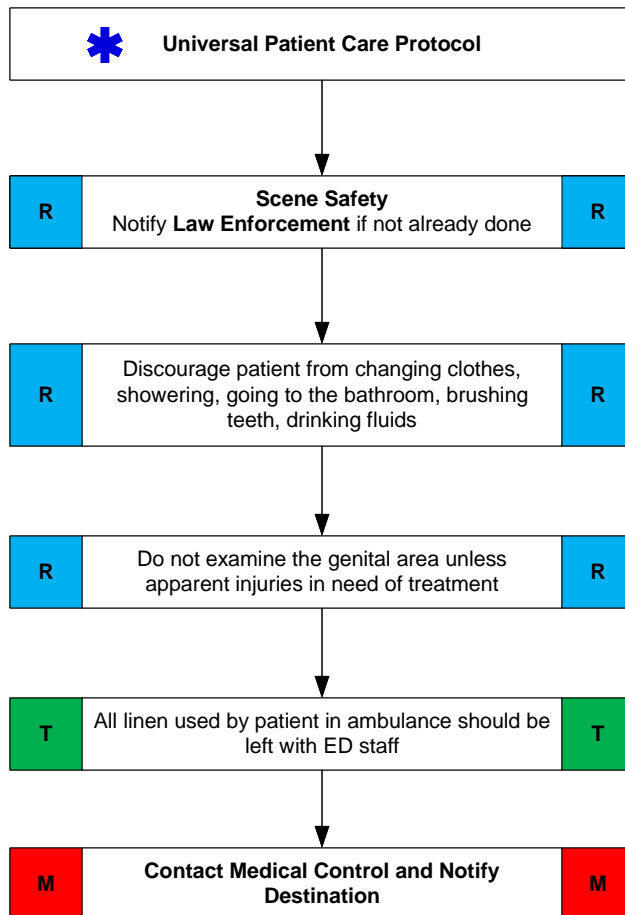 Universal Patient Care Protocol
R
Scene Safety
Notify Law Enforcement if not already done
R
R
Discourage patient from changing clothes,
showering, going to the bathroom, brushing
teeth, drinking fluids
R
R
Do not examine the genital area unless
apparent injuries in need of treatment
R
T
All linen used by patient in ambulance should be
left with ED staff
T
M
Contact Medical Control and Notify
Destination
M